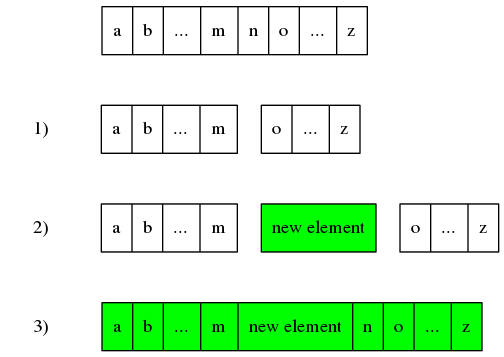 a b ... m n o ... z
1) a b ... m o ... z
2) a b ... m new element o ... z
3) a b ... m new element n o ... z